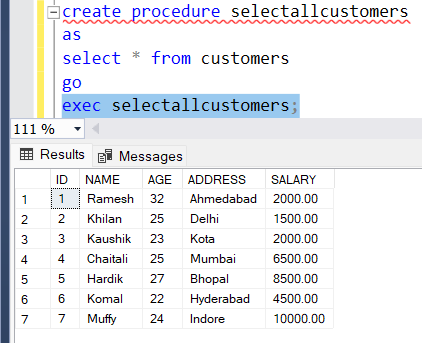 create procedure selectallcustomers
as
select * from customers
go
exec selectallcustomers;
111 %
Results Messages
ID NAME AGE ADDRESS SALARY
1 1 Ramesh 32 Ahmedabad 2000.00
2 2 Khilan 25 Delhi 1500.00
3 3 Kaushik 23 Kota 2000.00
4 4 Chaitali 25 Mumbai 6500.00
5 5 Hardik 27 Bhopal 8500.00
6 6 Komal 22 Hyderabad 4500.00
7 7 Muffy 24 Indore 10000.00